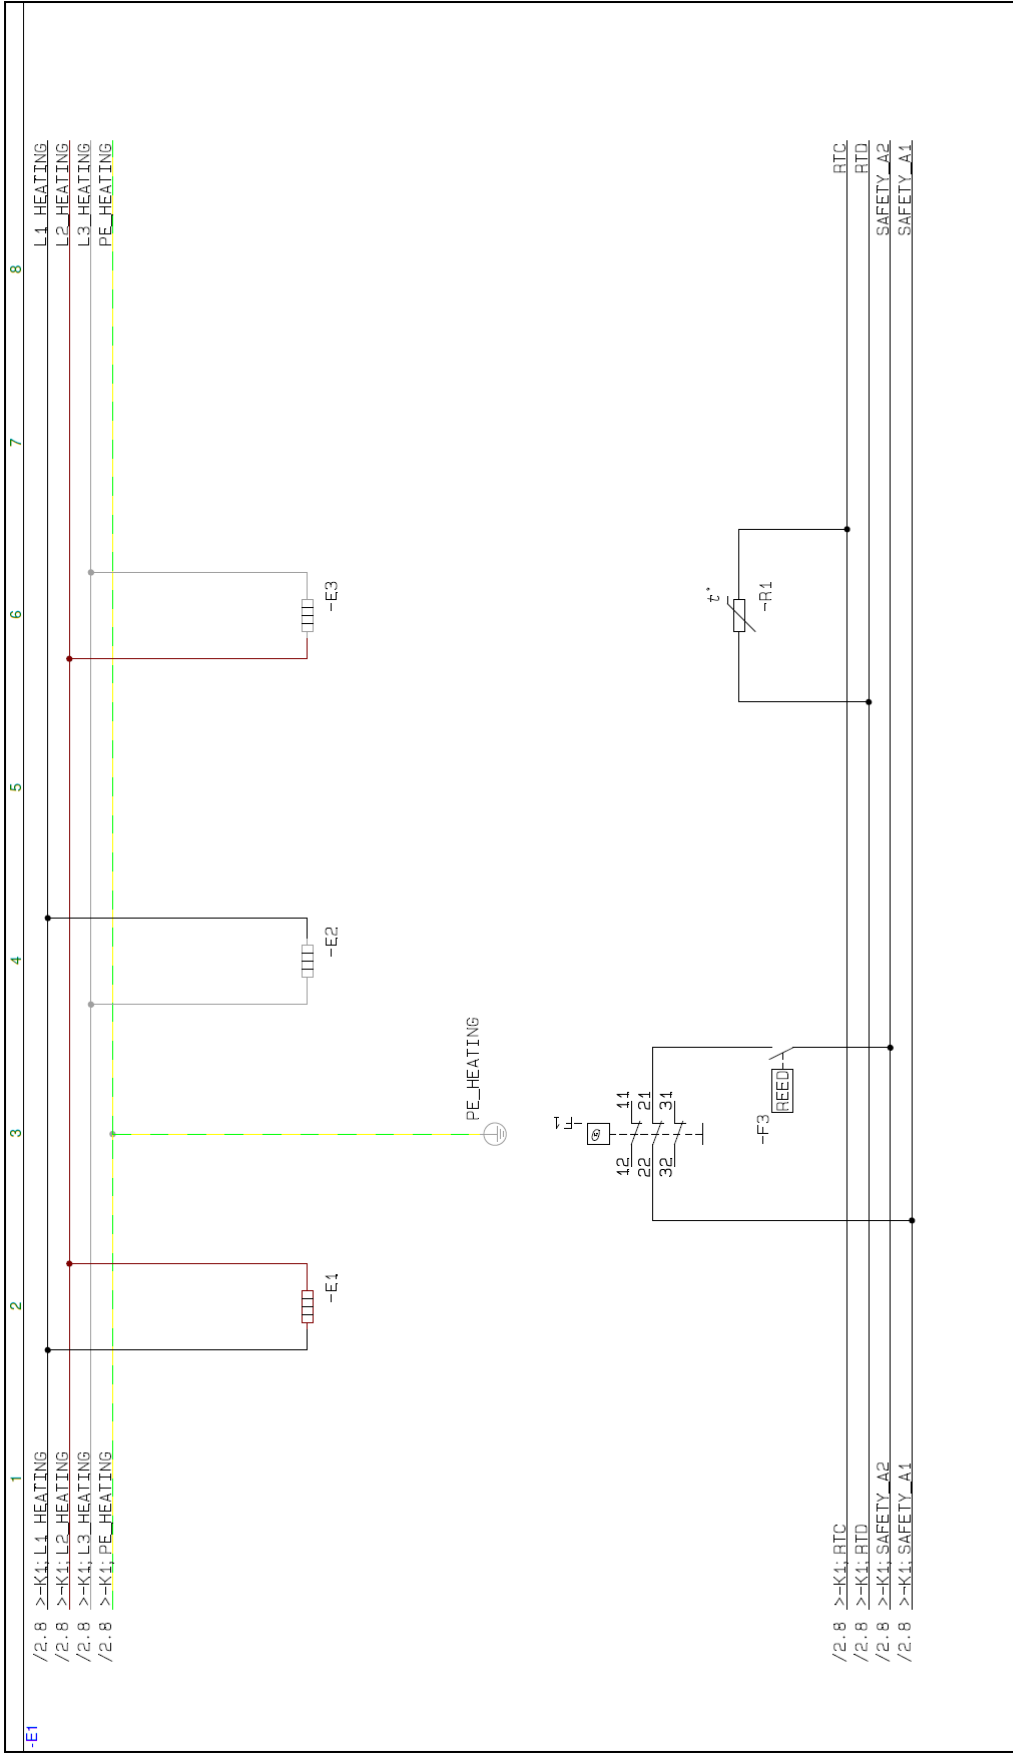 1 2 3 4 5 6 7 8
-E1
/2.8 >-K1; L1_HEATING L1_HEATING
/2.8 >-K1; L2_HEATING L2_HEATING
/2.8 >-K1; L3_HEATING L3_HEATING
/2.8 >-K1; PE_HEATING PE_HEATING
-E1 -E2 -E3
PE_HEATING
-F1
ϑ
12 11
22 21
32 31
-F3 REED
t°
-R1
/2.8 >-K1; RTC RTC
/2.8 >-K1; RTD RTD
/2.8 >-K1; SAFETY_A2 SAFETY_A2
/2.8 >-K1; SAFETY_A1 SAFETY_A1